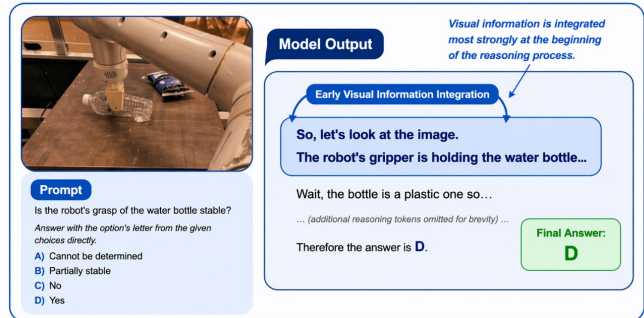 Prompt
Is the robot's grasp of the water bottle stable?
Answer with the option's letter from the given
choices directly.
A) Cannot be determined
B) Partially stable
C) No
D) Yes
Model Output
Visual information is integrated
most strongly at the beginning
of the reasoning process.
Early Visual Information Integration
So, let's look at the image.
The robot's gripper is holding the water bottle...
Wait, the bottle is a plastic one so...
... (additional reasoning tokens omitted for brevity) ...
Therefore the answer is D.
Final Answer:
D